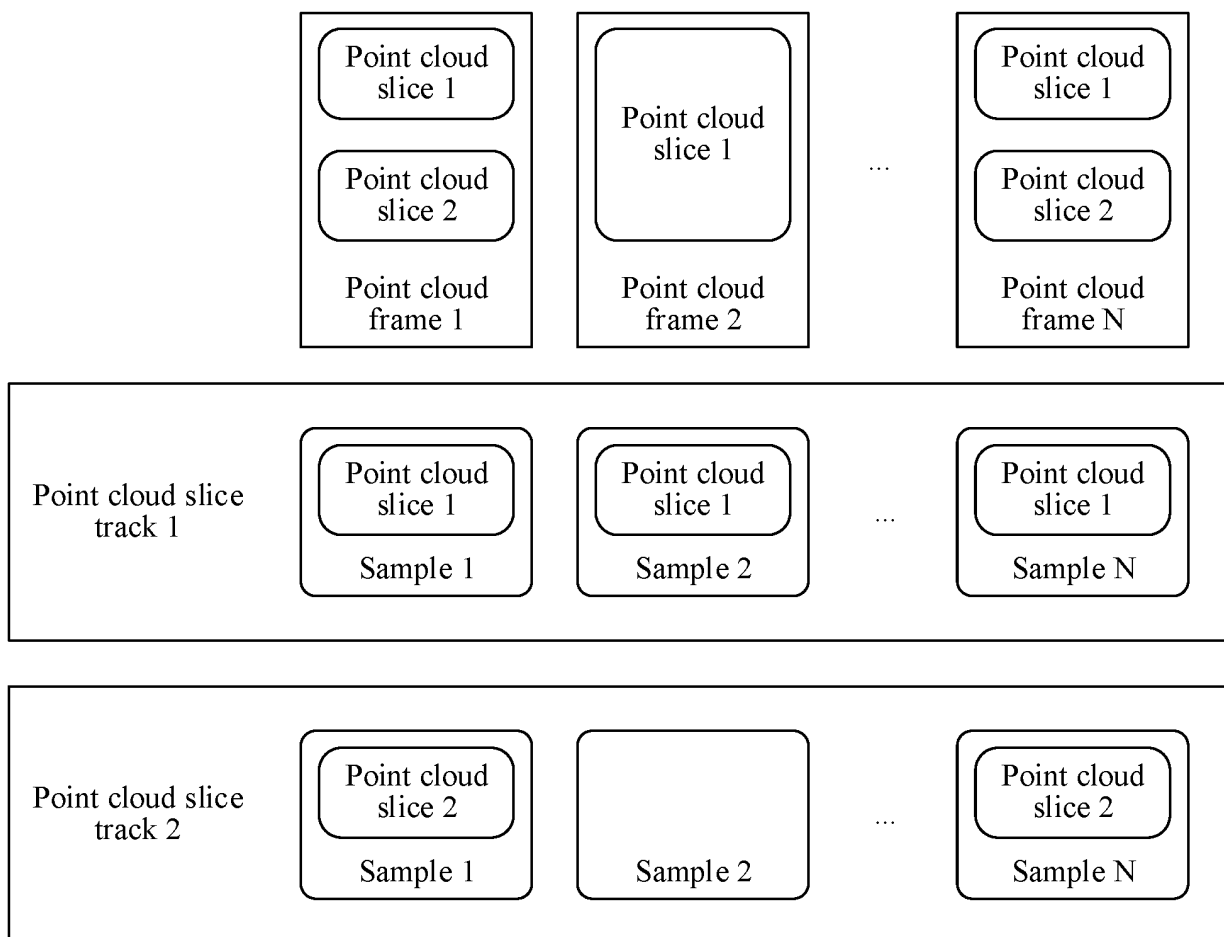 Point cloud
slice 1
Point cloud
slice 2
Point cloud
frame 1
Point cloud
slice 1
Point cloud
frame 2
...
Point cloud
slice 1
Point cloud
slice 2
Point cloud
frame N
Point cloud slice
track 1
Point cloud
slice 1
Sample 1
Point cloud
slice 1
Sample 2
...
Point cloud
slice 1
Sample N
Point cloud slice
track 2
Point cloud
slice 2
Sample 1
Sample 2
...
Point cloud
slice 2
Sample N